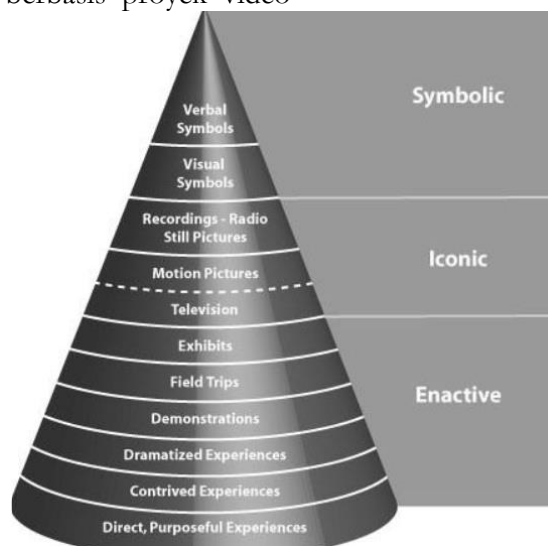 berbasis proyek video
Verbal
Symbols
Visual
Symbols
Recordings - Radio
Still Pictures
Motion Pictures
Television
Exhibits
Field Trips
Demonstrations
Dramatized Experiences
Contrived Experiences
Direct, Purposeful Experiences
Symbolic
Iconic
Enactive